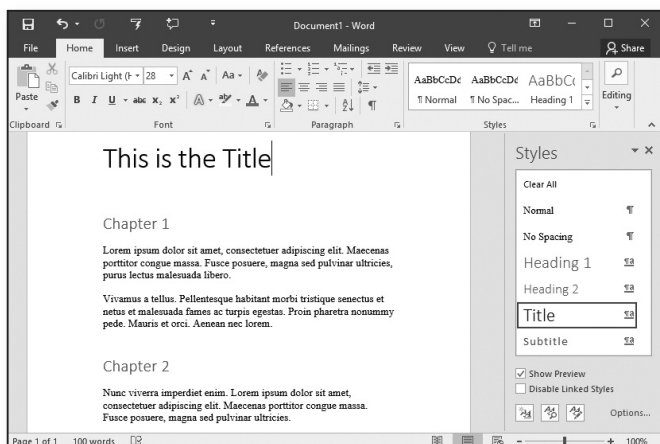 Document1 - Word
File Home Insert Design Layout References Mailings Review View Tell me Share
Calibri Light (F 28 A A Aa
AaBbCcDc AaBbCcDc AaBbCc
Paste
B I U abc X₂ X² A aby A
¶ Normal ¶ No Spac... Heading 1
Editing
Clipboard Font Paragraph Styles
This is the Title
Chapter 1
Lorem ipsum dolor sit amet, consectetuer adipiscing elit. Maecenas
porttitor congue massa. Fusce posuere, magna sed pulvinar ultricies,
purus lectus malesuada libero.
Vivamus a tellus. Pellentesque habitant morbi tristique senectus et
netus et malesuada fames ac turpis egestas. Proin pharetra nonummy
pede. Mauris et orci. Aenean nec lorem.
Chapter 2
Nunc viverra imperdiet enim. Lorem ipsum dolor sit amet,
consectetuer adipiscing elit. Maecenas porttitor congue massa.
Fusce posuere, magna sed pulvinar ultricies.
Styles
Clear All
Normal ¶
No Spacing ¶
Heading 1 ¶a
Heading 2 ¶a
Title ¶a
Subtitle ¶a
Show Preview
Disable Linked Styles
Options...
Page 1 of 1 100 words 100%